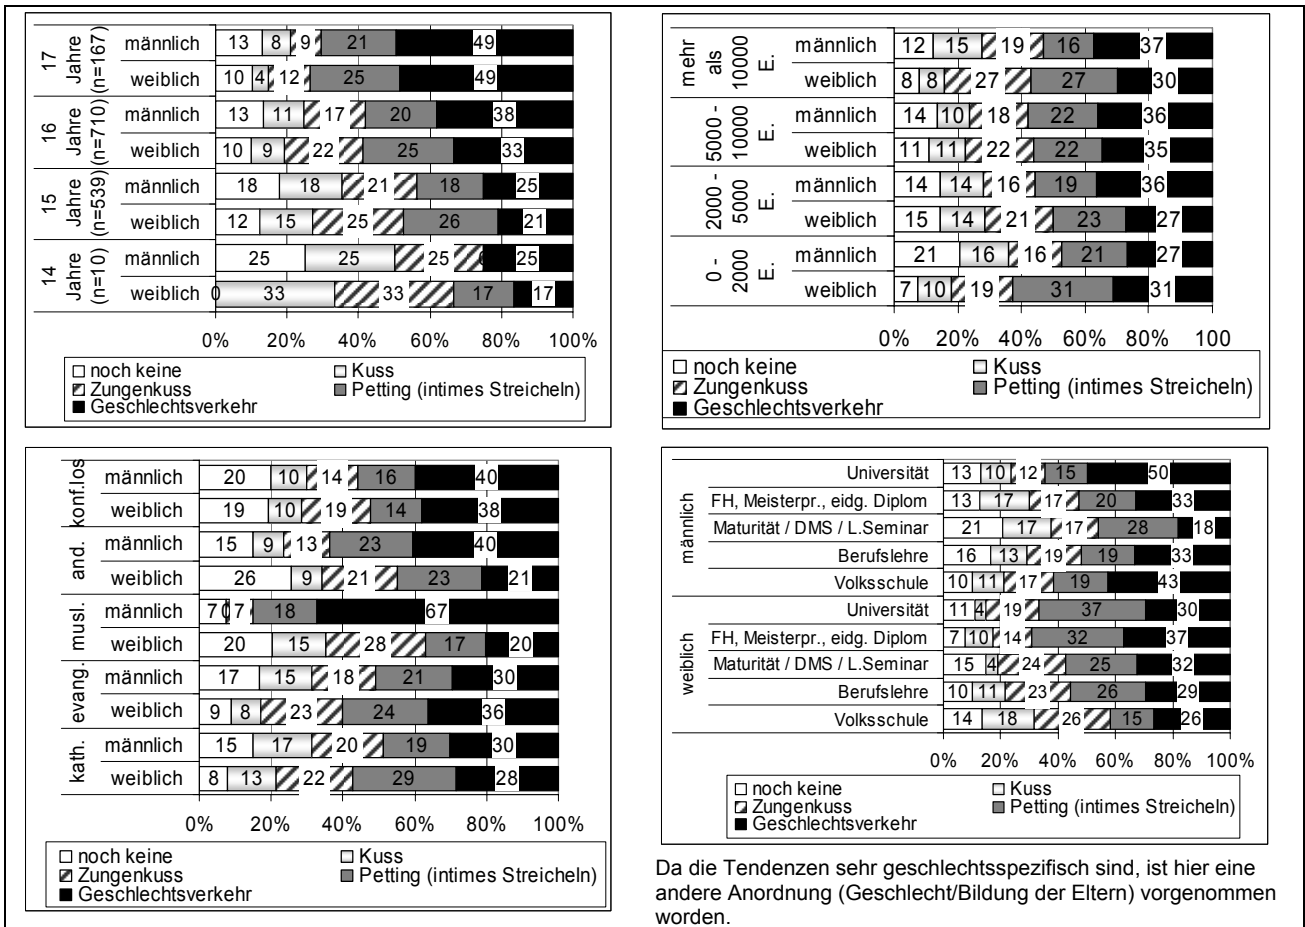 17 Jahre (n=167)
männlich 13 8 9 21 49
weiblich 10 4 12 25 49
16 Jahre (n=710)
männlich 13 11 17 20 38
weiblich 10 9 22 25 33
15 Jahre (n=539)
männlich 18 18 21 18 25
weiblich 12 15 25 26 21
14 Jahre (n=10)
männlich 25 25 25 25
weiblich 0 33 33 17 17
0% 20% 40% 60% 80% 100%
noch keine Kuss
Zungenkuss Petting (intimes Streicheln)
Geschlechtsverkehr
mehr als 10000 E.
männlich 12 15 19 16 37
weiblich 8 8 27 27 30
5000 - 10000 E.
männlich 14 10 18 22 36
weiblich 11 11 22 22 35
2000 - 5000 E.
männlich 14 14 16 19 36
weiblich 15 14 21 23 27
0 - 2000 E.
männlich 21 16 16 21 27
weiblich 7 10 19 31 31
0% 20% 40% 60% 80% 100
noch keine Kuss
Zungenkuss Petting (intimes Streicheln)
Geschlechtsverkehr
konf.los
männlich 20 10 14 16 40
weiblich 19 10 19 14 38
and.
männlich 15 9 13 23 40
weiblich 26 9 21 23 21
musl.
männlich 7 0 7 18 67
weiblich 20 15 28 17 20
evang.
männlich 17 15 18 21 30
weiblich 9 8 23 24 36
kath.
männlich 15 17 20 19 30
weiblich 8 13 22 29 28
0% 20% 40% 60% 80% 100%
noch keine Kuss
Zungenkuss Petting (intimes Streicheln)
Geschlechtsverkehr
männlich
Universität 13 10 12 15 50
FH, Meisterpr., eidg. Diplom 13 17 17 20 33
Maturität / DMS / L.Seminar 21 17 17 28 18
Berufslehre 16 13 19 19 33
Volksschule 10 11 17 19 43
weiblich
Universität 11 4 19 37 30
FH, Meisterpr., eidg. Diplom 7 10 14 32 37
Maturität / DMS / L.Seminar 15 4 24 25 32
Berufslehre 10 11 23 26 29
Volksschule 14 18 26 15 26
0% 20% 40% 60% 80% 100%
noch keine Kuss
Zungenkuss Petting (intimes Streicheln)
Geschlechtsverkehr
Da die Tendenzen sehr geschlechtsspezifisch sind, ist hier eine
andere Anordnung (Geschlecht/Bildung der Eltern) vorgenommen
worden.